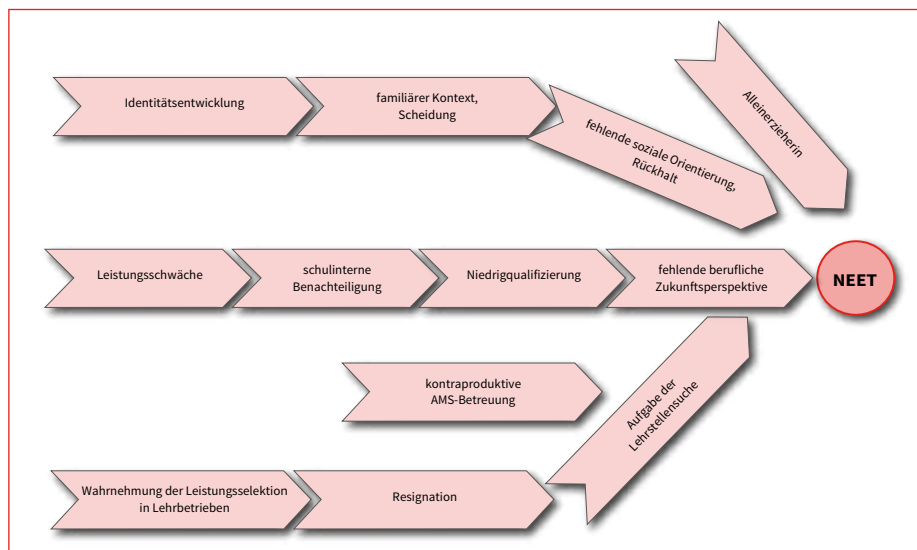 Identitätsentwicklung
familiärer Kontext,
Scheidung
fehlende soziale Orientierung,
Rückhalt
Alleinerzieherin
Leistungsschwäche
schulinterne
Benachteiligung
Niedrigqualifizierung
fehlende berufliche
Zukunftsperspektive
NEET
kontraproduktive
AMS-Betreuung
Aufgabe der
Lehrstellensuche
Wahrnehmung der Leistungsselektion
in Lehrbetrieben
Resignation